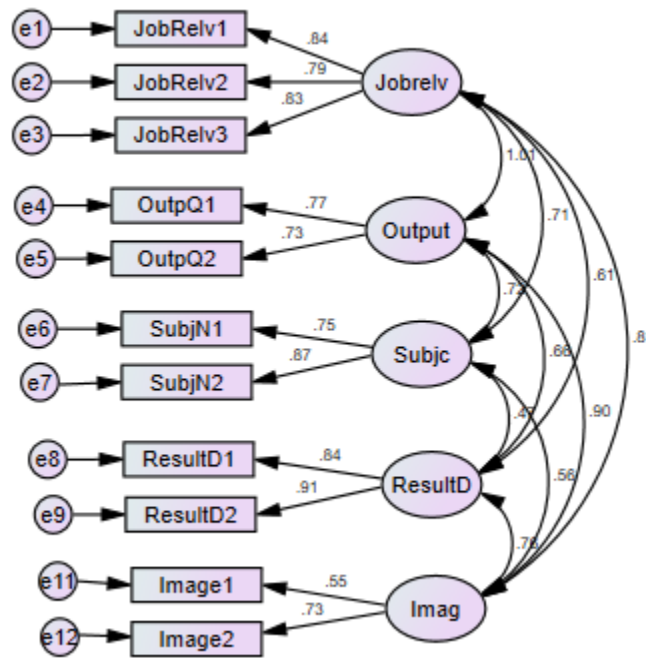 e1 JobRelv1 .84
e2 JobRelv2 .79 Jobrelv
e3 JobRelv3 .83
1.01
e4 OutpQ1 .77 .71
e5 OutpQ2 .73 Output .61
.72
e6 SubjN1 .75 .66 .8
e7 SubjN2 .87 Subjc .90
.47
e8 ResultD1 .84 .56
e9 ResultD2 .91 ResultD
.76
e11 Image1 .55
e12 Image2 .73 Imag